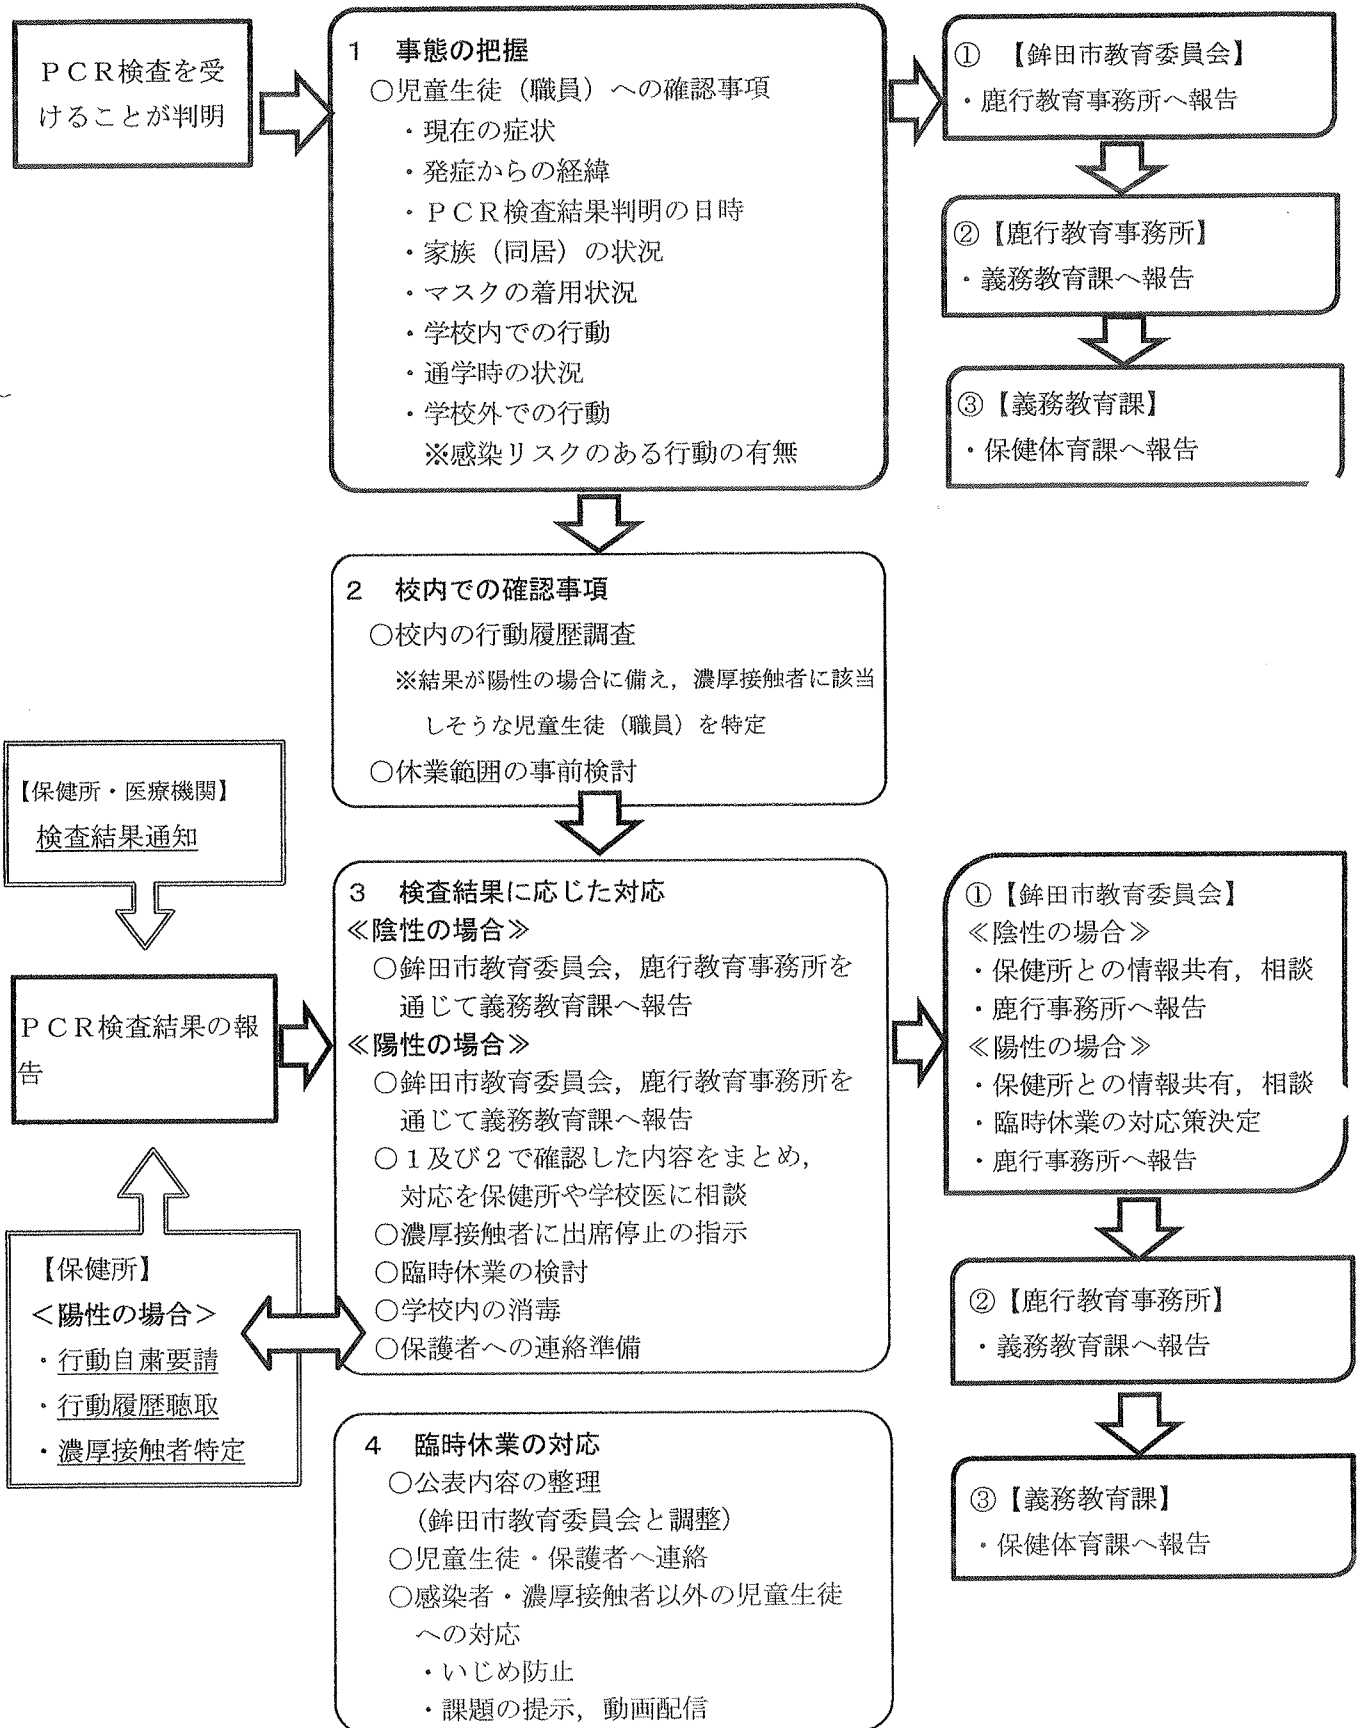 PCR検査を受
けることが判明
1 事態の把握
○児童生徒（職員）への確認事項
・現在の症状
・発症からの経緯
・PCR検査結果判明の日時
・家族（同居）の状況
・マスクの着用状況
・学校内での行動
・通学時の状況
・学校外での行動
※感染リスクのある行動の有無
① 【鉾田市教育委員会】
・鹿行教育事務所へ報告
②【鹿行教育事務所】
・義務教育課へ報告
③【義務教育課】
・保健体育課へ報告
2 校内での確認事項
○校内の行動履歴調査
※結果が陽性の場合に備え，濃厚接触者に該当
しそうな児童生徒（職員）を特定
○休業範囲の事前検討
【保健所・医療機関】
検査結果通知
PCR検査結果の報
告
3 検査結果に応じた対応
≪陰性の場合≫
○鉾田市教育委員会，鹿行教育事務所を
通じて義務教育課へ報告
≪陽性の場合≫
○鉾田市教育委員会，鹿行教育事務所を
通じて義務教育課へ報告
○1及び2で確認した内容をまとめ，
対応を保健所や学校医に相談
○濃厚接触者に出席停止の指示
○臨時休業の検討
○学校内の消毒
○保護者への連絡準備
①【鉾田市教育委員会】
≪陰性の場合≫
・保健所との情報共有，相談
・鹿行事務所へ報告
≪陽性の場合≫
・保健所との情報共有，相談
・臨時休業の対応策決定
・鹿行事務所へ報告
【保健所】
＜陽性の場合＞
・行動自粛要請
・行動履歴聴取
・濃厚接触者特定
②【鹿行教育事務所】
・義務教育課へ報告
③【義務教育課】
・保健体育課へ報告
4 臨時休業の対応
○公表内容の整理
（鉾田市教育委員会と調整）
○児童生徒・保護者へ連絡
○感染者・濃厚接触者以外の児童生徒
への対応
・いじめ防止
・課題の提示，動画配信